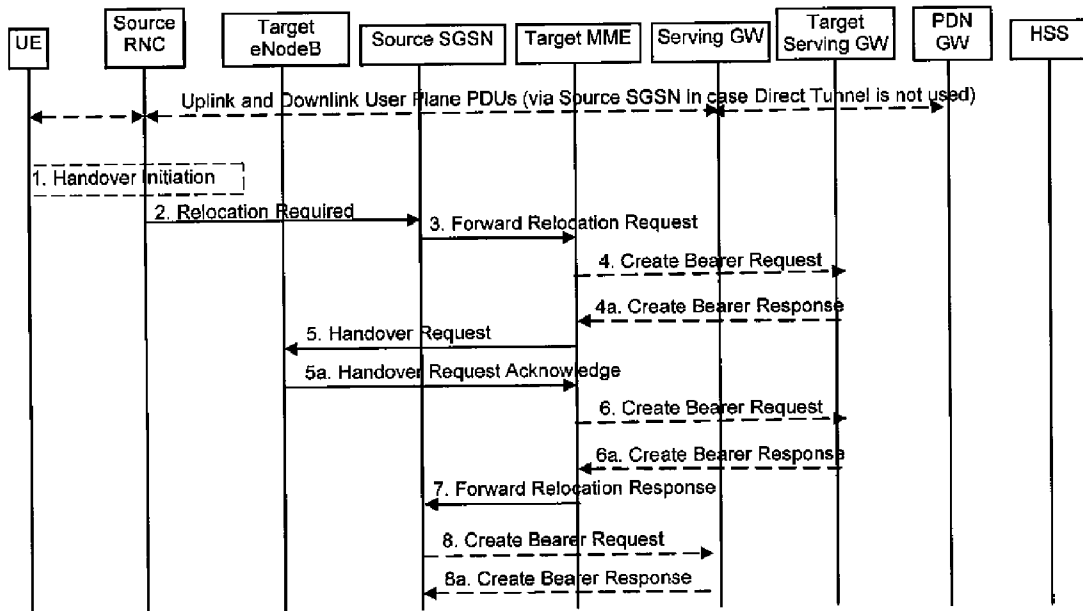 UE
Source
RNC
Target
eNodeB
Source SGSN
Target MME
Serving GW
Target
Serving GW
PDN
GW
HSS
Uplink and Downlink User Plane PDUs (via Source SGSN in case Direct Tunnel is not used)
1. Handover Initiation
2. Relocation Required
3. Forward Relocation Request
4. Create Bearer Request
4a. Create Bearer Response
5. Handover Request
5a. Handover Request Acknowledge
6. Create Bearer Request
6a. Create Bearer Response
7. Forward Relocation Response
8. Create Bearer Request
8a. Create Bearer Response